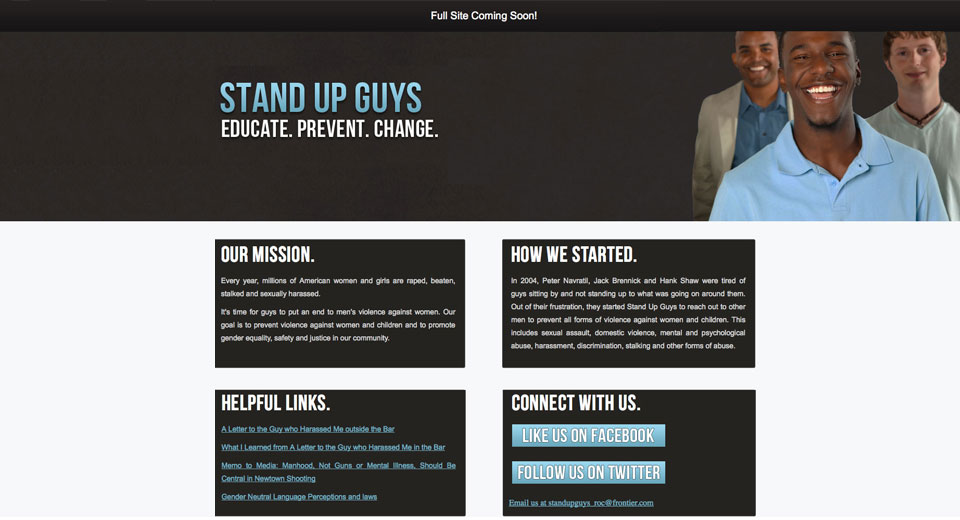 Full Site Coming Soon!
STAND UP GUYS
EDUCATE. PREVENT. CHANGE.
OUR MISSION.
Every year, millions of American women and girls are raped, beaten,
stalked and sexually harassed.
It's time for guys to put an end to men's violence against women. Our
goal is to prevent violence against women and children and to promote
gender equality, safety and justice in our community.
HOW WE STARTED.
In 2004, Peter Navratil, Jack Brennick and Hank Shaw were tired of
guys sitting by and not standing up to what was going on around them.
Out of their frustration, they started Stand Up Guys to reach out to other
men to prevent all forms of violence against women and children. This
includes sexual assault, domestic violence, mental and psychological
abuse, harassment, discrimination, stalking and other forms of abuse.
HELPFUL LINKS.
A Letter to the Guy who Harassed Me outside the Bar
What I Learned from A Letter to the Guy who Harassed Me in the Bar
Memo to Media: Manhood, Not Guns or Mental Illness, Should Be
Central in Newtown Shooting
Gender Neutral Language Perceptions and laws
CONNECT WITH US.
LIKE US ON FACEBOOK
FOLLOW US ON TWITTER
Email us at standupguys_roc@frontier.com